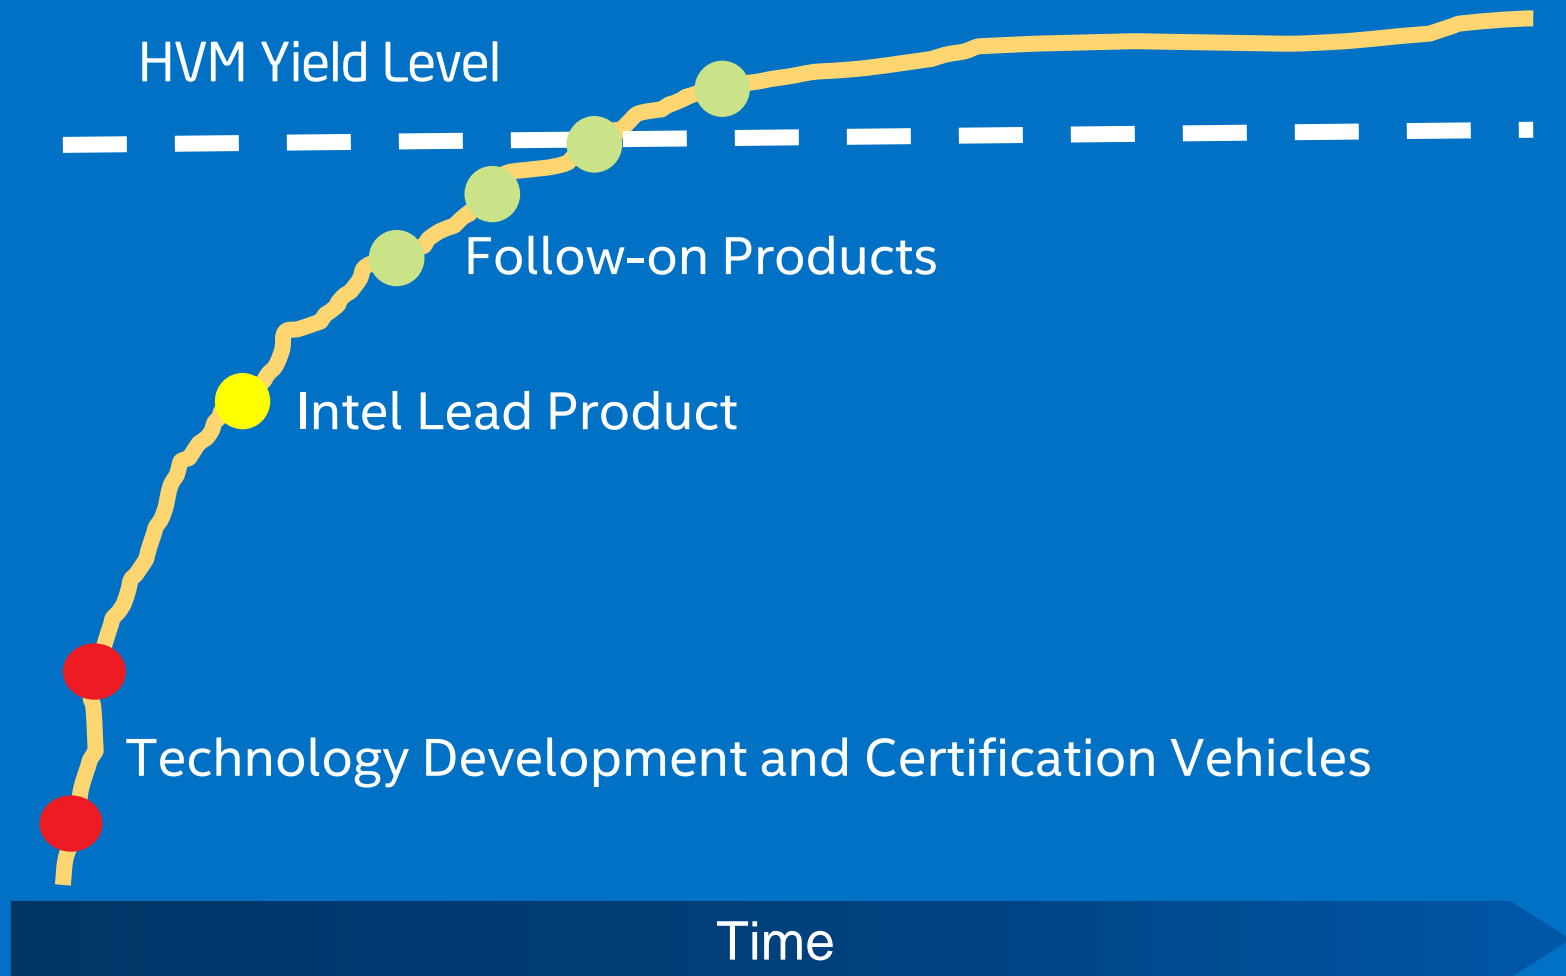 HVM Yield Level
Follow-on Products
Intel Lead Product
Technology Development and Certification Vehicles
Time